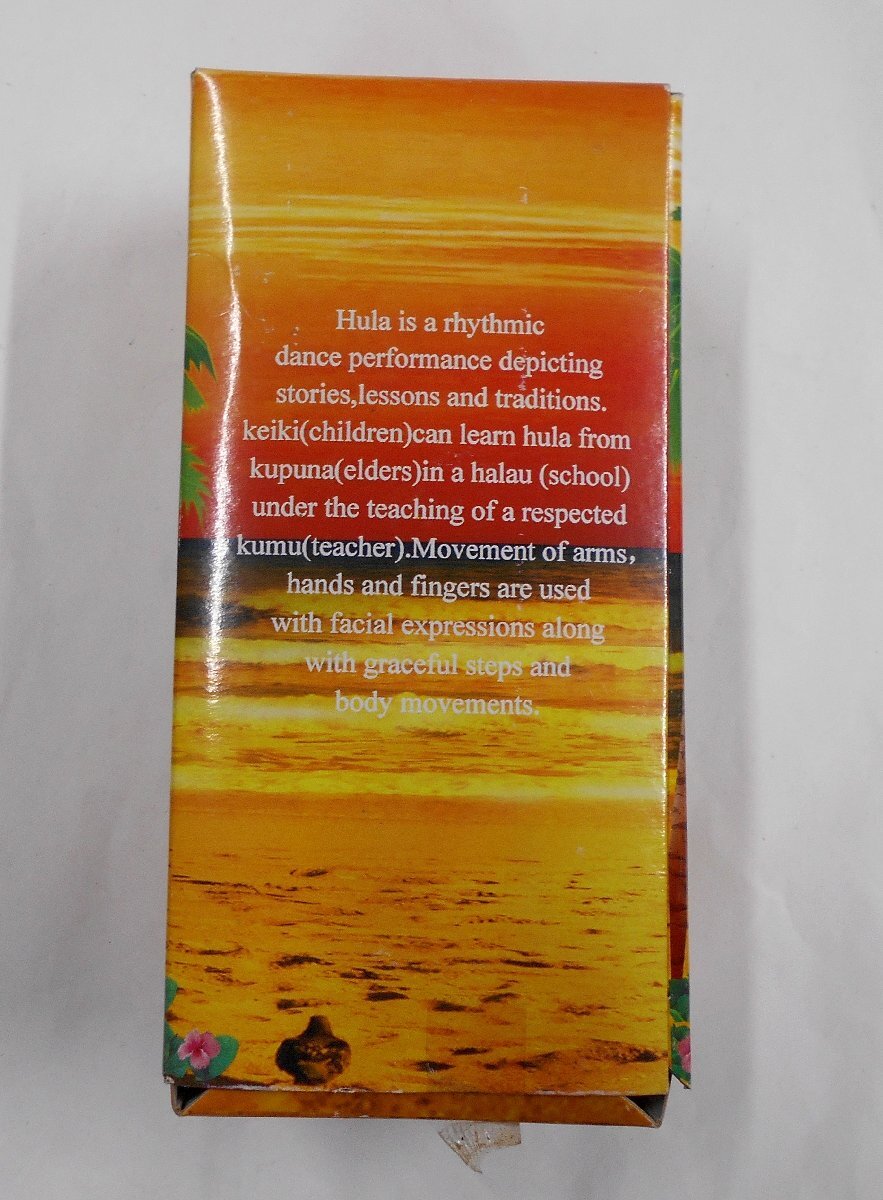 Hula is a rhythmic
dance performance depicting
stories,lessons and traditions.
keiki(children)can learn hula from
kupuna(elders)in a halau (school)
under the teaching of a respected
kumu(teacher).Movement of arms,
hands and fingers are used
with facial expressions along
with graceful steps and
body movements.